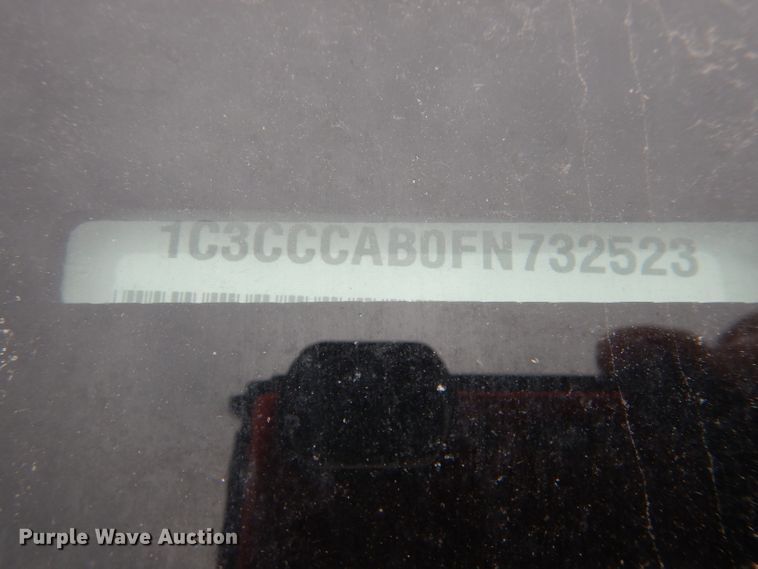 1C3CCCAB0FN732523
Purple Wave Auction